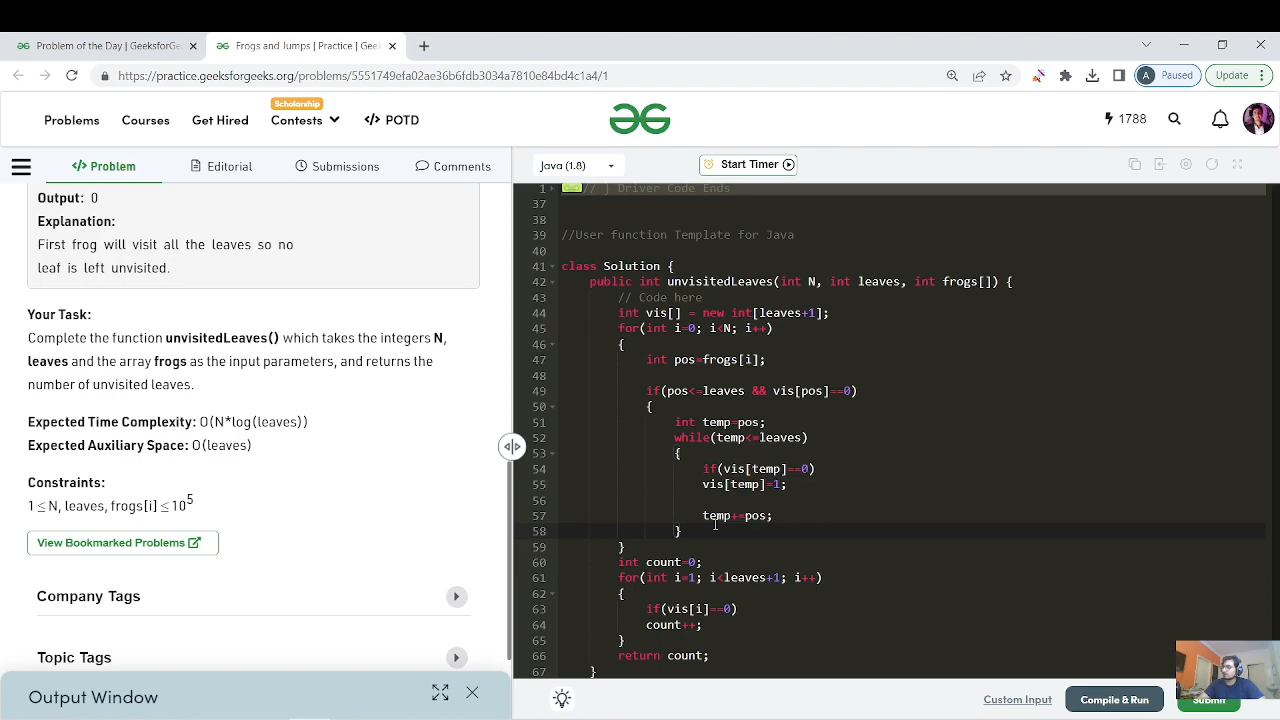 Problem of the Day | GeeksforGe
Frogs and Jumps | Practice | Geek
https://practice.geeksforgeeks.org/problems/5551749efa02ae36b6fdb3034a7810e84bd4c1a4/1
A Paused
Update
Problems
Courses
Get Hired
Scholarship
Contests
</> POTD
1788
</> Problem
Editorial
Submissions
Comments
Java (1.8)
Start Timer
Output: 0
Explanation:
First frog will visit all the leaves so no
leaf is left unvisited.
Your Task:
Complete the function unvisitedLeaves() which takes the integers N,
leaves and the array frogs as the input parameters, and returns the
number of unvisited leaves.
Expected Time Complexity: O(N*log(leaves))
Expected Auxiliary Space: O(leaves)
Constraints:
1 ≤ N, leaves, frogs[i] ≤ 10^5
View Bookmarked Problems
Company Tags
Topic Tags
Output Window
1 // } Driver Code Ends
37
38
39 //User function Template for Java
40
41 class Solution {
42 public int unvisitedLeaves(int N, int leaves, int frogs[]) {
43 // Code here
44 int vis[] = new int[leaves+1];
45 for(int i=0; i<N; i++)
46 {
47 int pos=frogs[i];
48
49 if(pos<=leaves && vis[pos]==0)
50 {
51 int temp=pos;
52 while(temp<=leaves)
53 {
54 if(vis[temp]==0)
55 vis[temp]=1;
56
57 temp+=pos;
58 }
59 }
60 int count=0;
61 for(int i=1; i<leaves+1; i++)
62 {
63 if(vis[i]==0)
64 count++;
65 }
66 return count;
67 }
Custom Input
Compile & Run
Submit